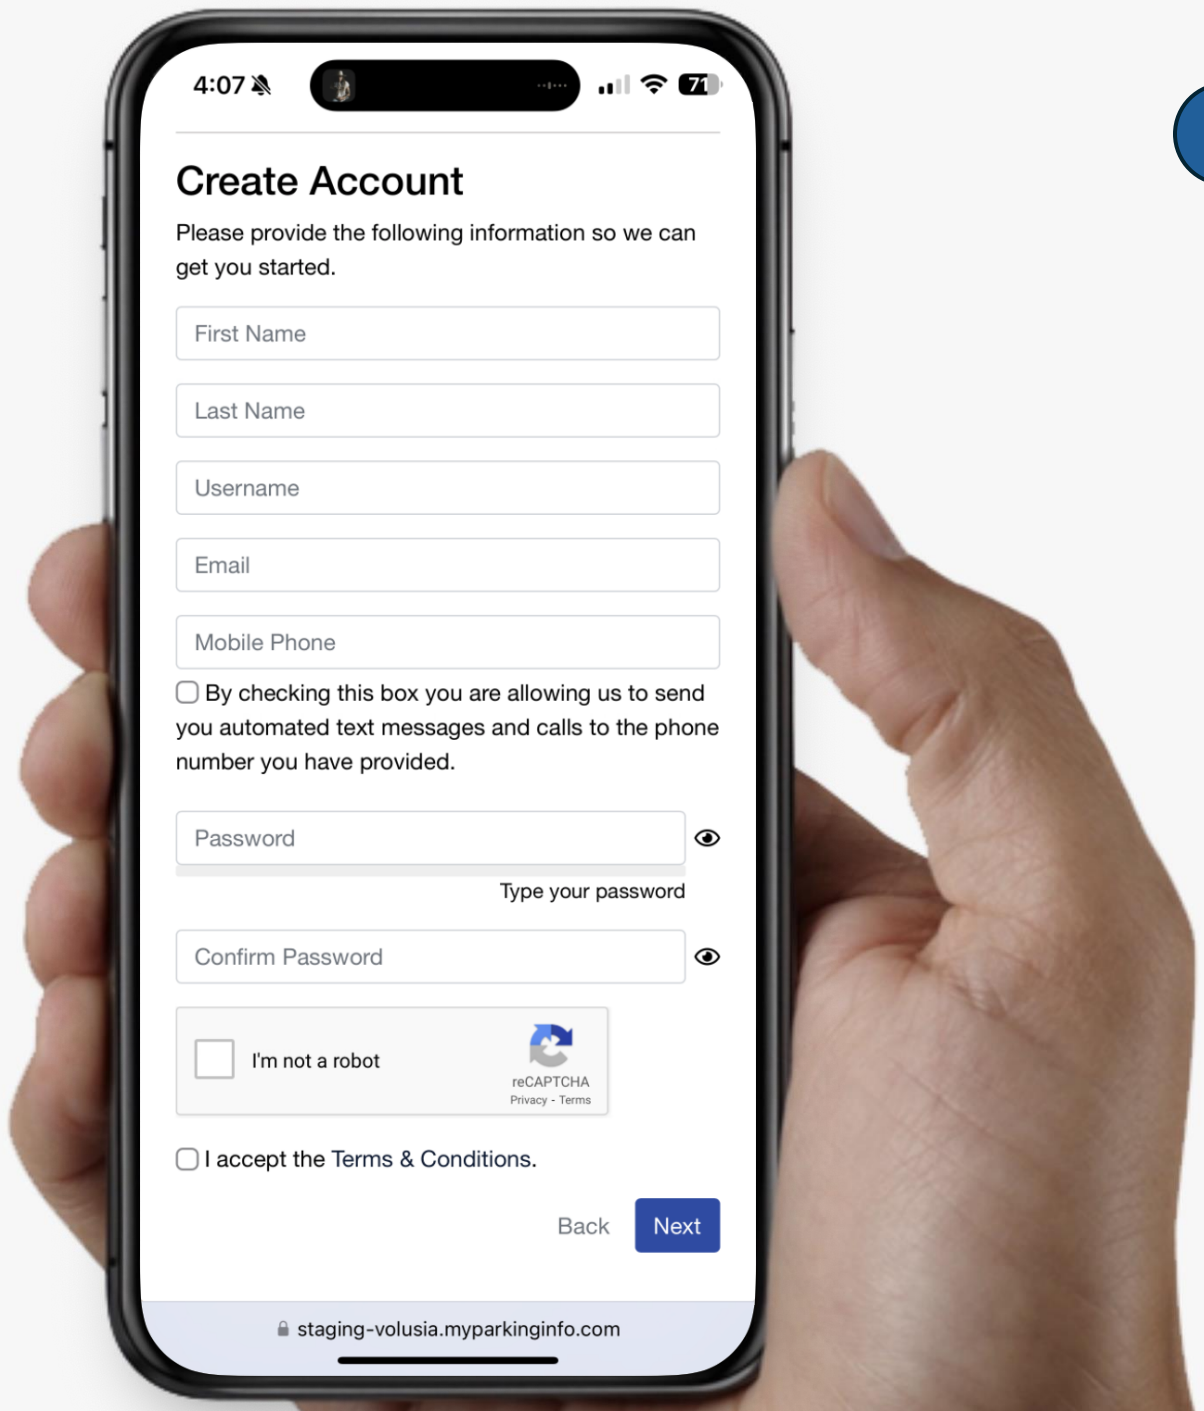 4:07
71
Create Account
Please provide the following information so we can
get you started.
First Name
Last Name
Username
Email
Mobile Phone
By checking this box you are allowing us to send
you automated text messages and calls to the phone
number you have provided.
Password
Type your password
Confirm Password
I'm not a robot
reCAPTCHA
Privacy - Terms
I accept the Terms & Conditions.
Back Next
staging-volusia.myparkinginfo.com